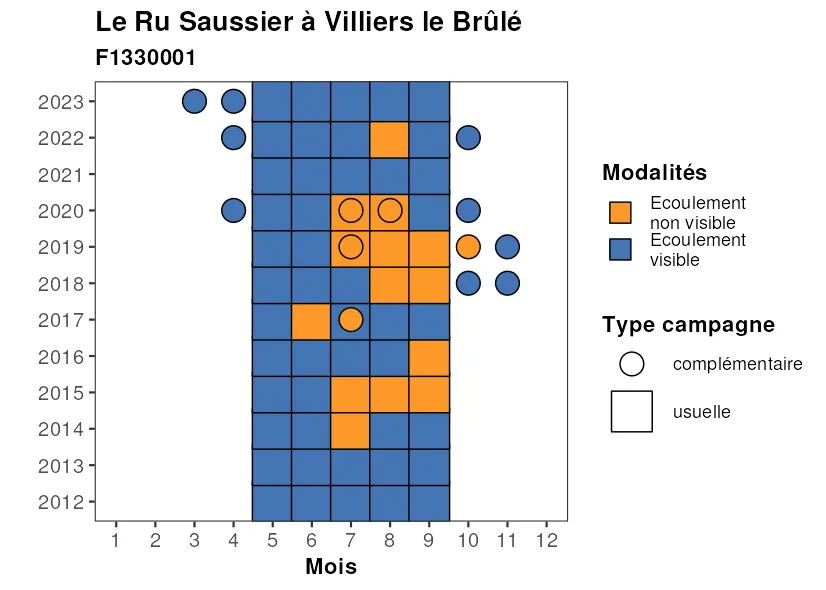 Le Ru Saussier à Villiers le Brûlé
F1330001
2023
2022
2021
2020
2019
2018
2017
2016
2015
2014
2013
2012
1 2 3 4 5 6 7 8 9 10 11 12
Mois
Modalités
Ecoulement
non visible
Ecoulement
visible
Type campagne
complémentaire
usuelle